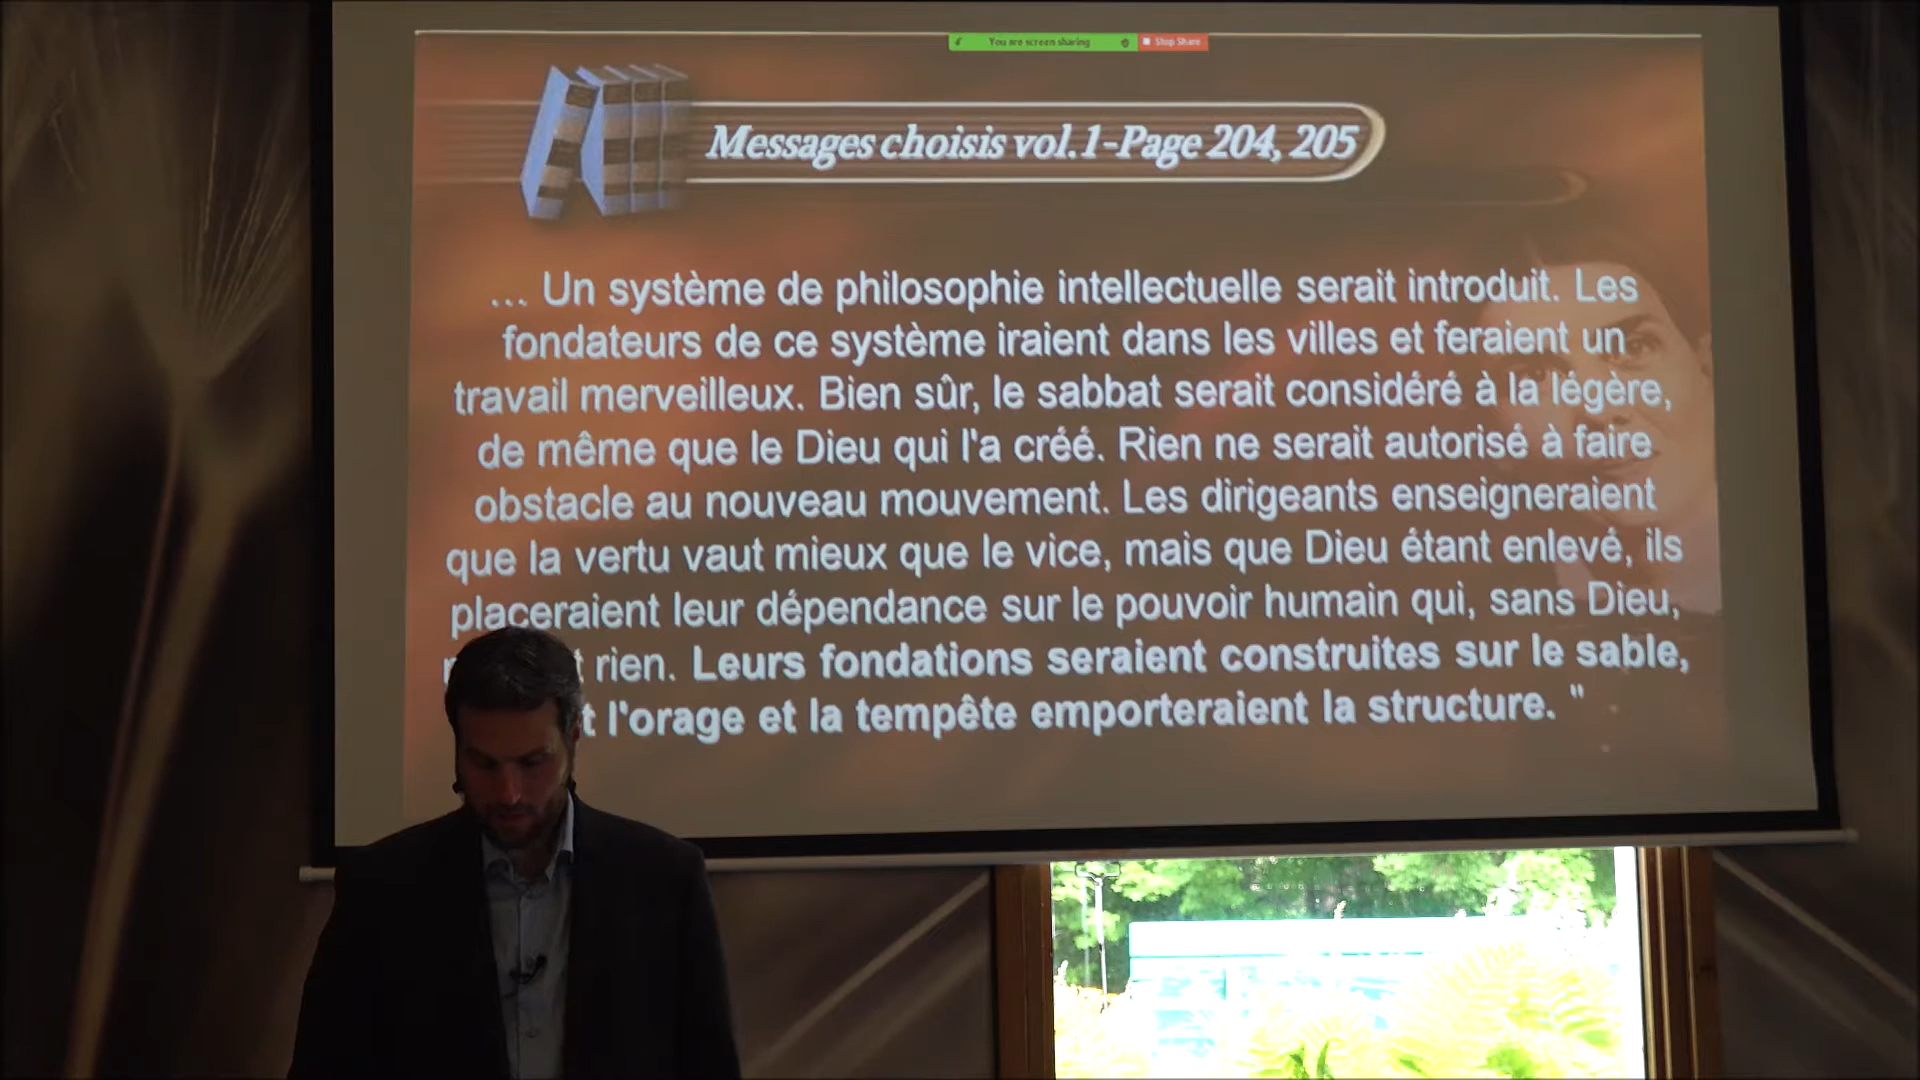 You are screen sharing Stop Share
Messages choisis vol.1-Page 204, 205
... Un système de philosophie intellectuelle serait introduit. Les
fondateurs de ce système iraient dans les villes et feraient un
travail merveilleux. Bien sûr, le sabbat serait considéré à la légère,
de même que le Dieu qui l'a créé. Rien ne serait autorisé à faire
obstacle au nouveau mouvement. Les dirigeants enseigneraient
que la vertu vaut mieux que le vice, mais que Dieu étant enlevé, ils
placeraient leur dépendance sur le pouvoir humain qui, sans Dieu,
rien. Leurs fondations seraient construites sur le sable,
l'orage et la tempête emporteraient la structure. "